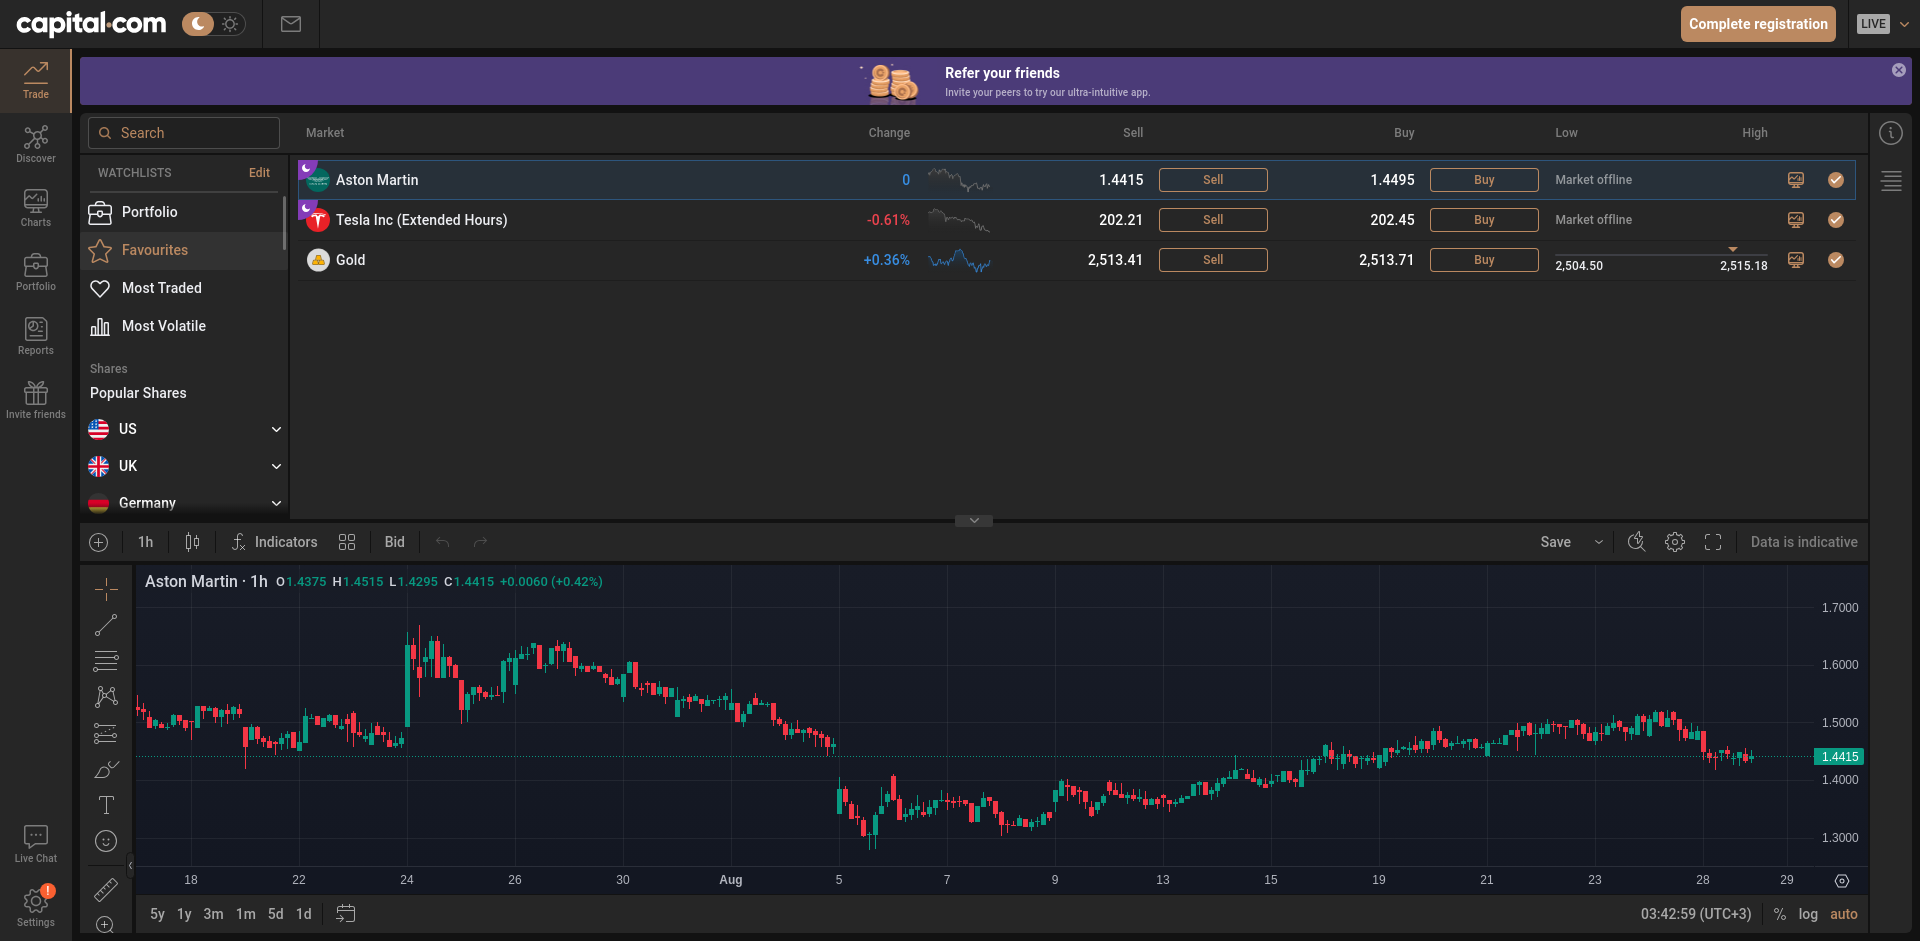 capital.com
Complete registration
LIVE
Refer your friends
Invite your peers to try our ultra-intuitive app.
Trade
Discover
Charts
Portfolio
Reports
Invite friends
Live Chat
!
Settings
Search
WATCHLISTS Edit
Portfolio
Favourites
Most Traded
Most Volatile
Shares
Popular Shares
US
UK
Germany
Market Change Sell Buy Low High
Aston Martin 0 1.4415 Sell 1.4495 Buy Market offline
Tesla Inc (Extended Hours) -0.61% 202.21 Sell 202.45 Buy Market offline
Gold +0.36% 2,513.41 Sell 2,513.71 Buy 2,504.50 2,515.18
1h Indicators Bid Save Data is indicative
Aston Martin · 1h O1.4375 H1.4515 L1.4295 C1.4415 +0.0060 (+0.42%)
1.7000
1.6000
1.5000
1.4415
1.4000
1.3000
18 22 24 26 30 Aug 5 7 9 13 15 19 21 23 28 29
5y 1y 3m 1m 5d 1d 03:42:59 (UTC+3) % log auto